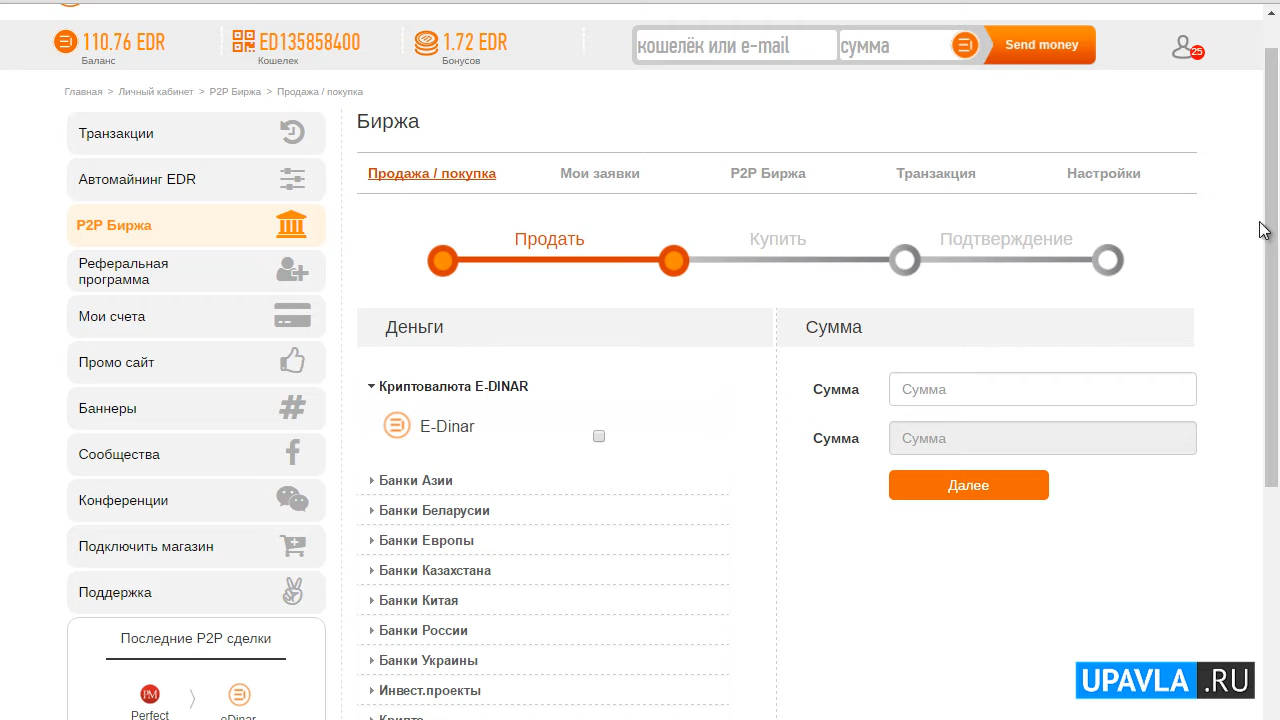 110.76 EDR
Баланс
ED135858400
Кошелек
1.72 EDR
Бонусов
кошелёк или e-mail
сумма
Send money
25
Главная > Личный кабинет > P2P Биржа > Продажа / покупка
Транзакции
Автомайнинг EDR
P2P Биржа
Реферальная
программа
Мои счета
Промо сайт
Баннеры
Сообщества
Конференции
Подключить магазин
Поддержка
Последние P2P сделки
PM
Perfect
eDinar
Биржа
Продажа / покупка
Мои заявки
P2P Биржа
Транзакция
Настройки
Продать
Купить
Подтверждение
Деньги
Криптовалюта E-DINAR
E-Dinar
Банки Азии
Банки Беларусии
Банки Европы
Банки Казахстана
Банки Китая
Банки России
Банки Украины
Инвест.проекты
Крипто
Сумма
Сумма Сумма
Сумма Сумма
Далее
UPAVLA.RU